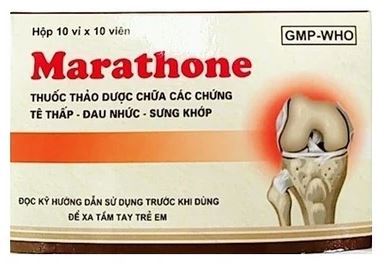 Hộp 10 vỉ x 10 viên
GMP-WHO
Marathone
THUỐC THẢO DƯỢC CHỮA CÁC CHỨNG
TÊ THẤP - ĐAU NHỨC - SƯNG KHỚP
ĐỌC KỸ HƯỚNG DẪN SỬ DỤNG TRƯỚC KHI DÙNG
ĐỂ XA TẦM TAY TRẺ EM